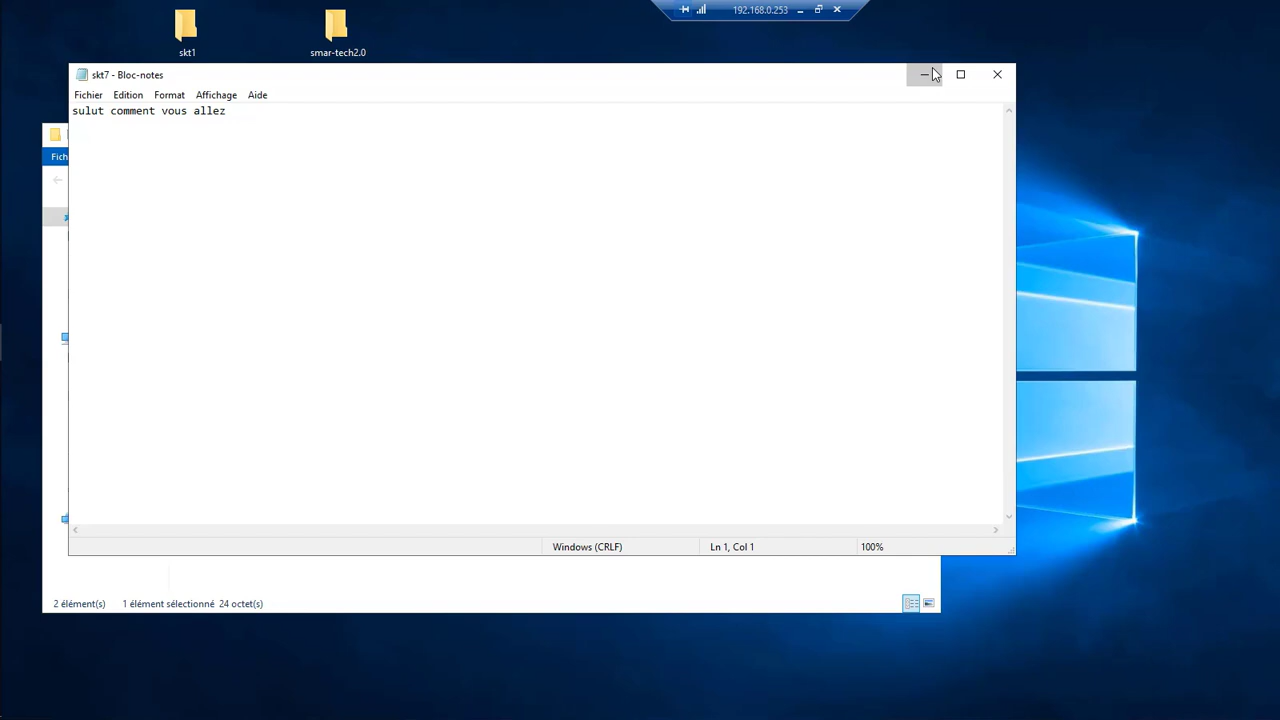 192.168.0.253
skt1
smar-tech2.0
skt7 - Bloc-notes
Fichier Edition Format Affichage Aide
sulut comment vous allez
Fich
Windows (CRLF) Ln 1, Col 1 100%
2 élément(s) 1 élément sélectionné 24 octet(s)